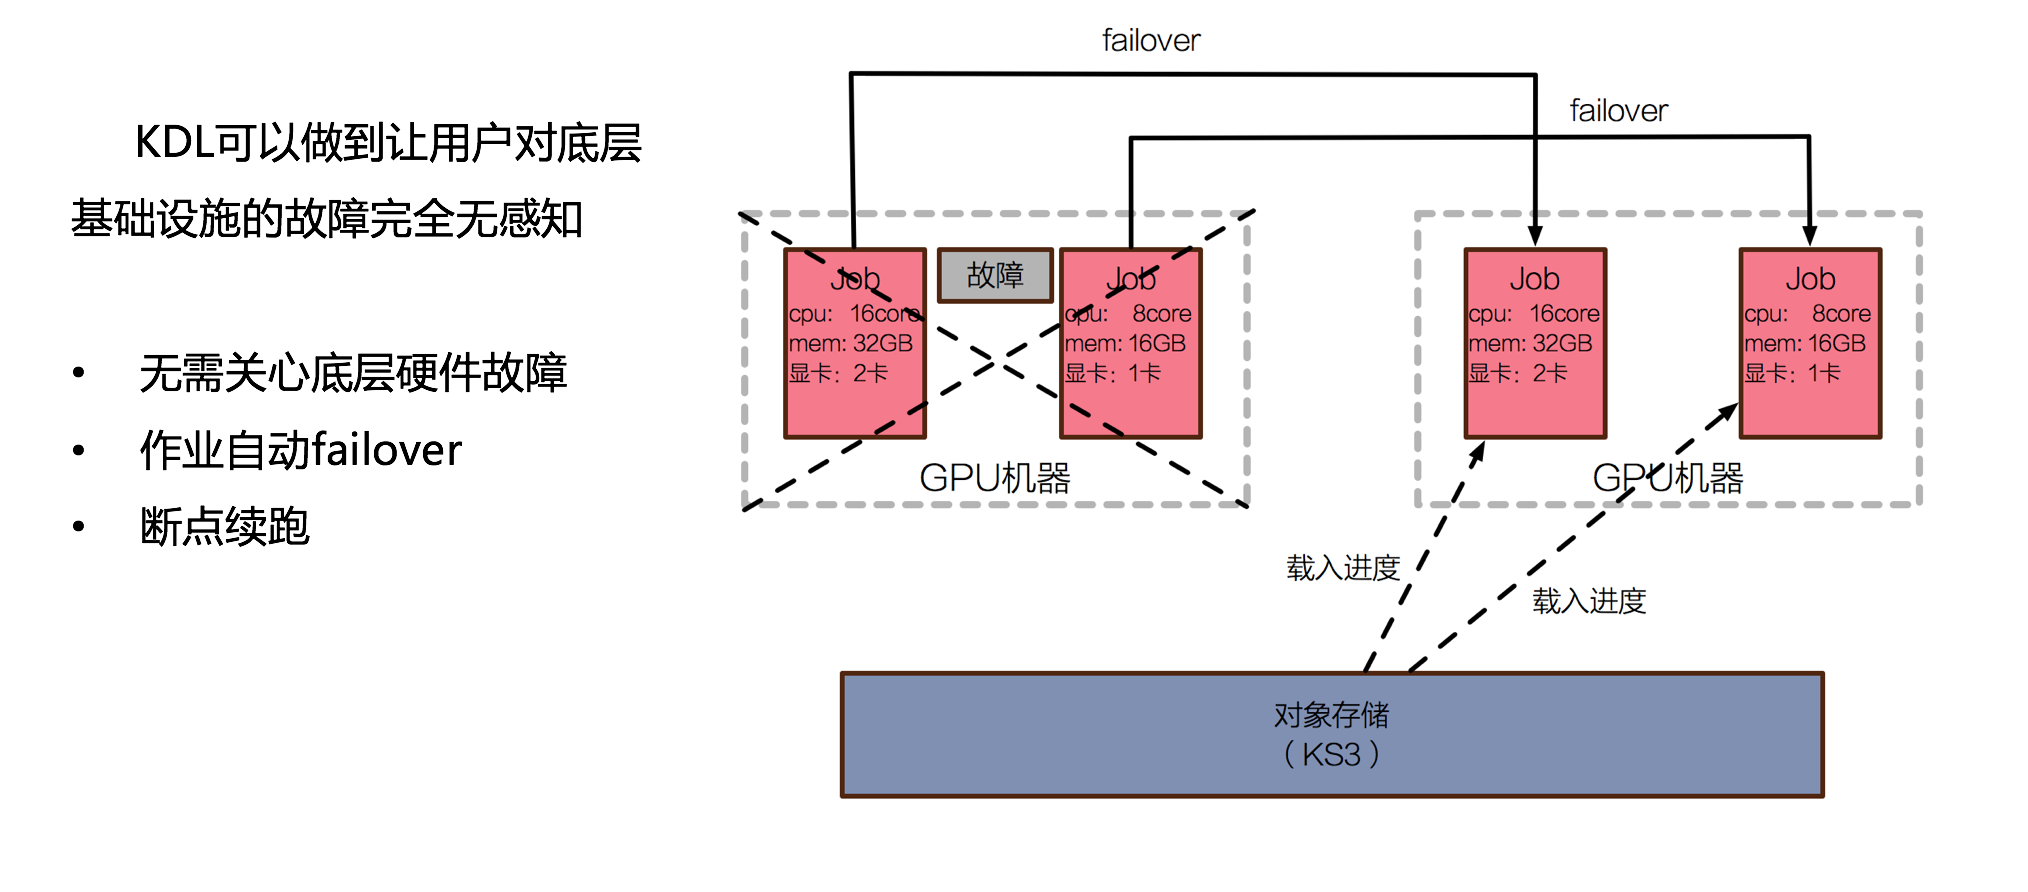 KDL可以做到让用户对底层
基础设施的故障完全无感知
• 无需关心底层硬件故障
• 作业自动failover
• 断点续跑
failover
failover
Job
cpu: 16core
mem: 32GB
显卡: 2卡
故障
Job
cpu: 8core
mem: 16GB
显卡: 1卡
GPU机器
Job
cpu: 16core
mem: 32GB
显卡: 2卡
Job
cpu: 8core
mem: 16GB
显卡: 1卡
GPU机器
载入进度
载入进度
对象存储
（KS3）